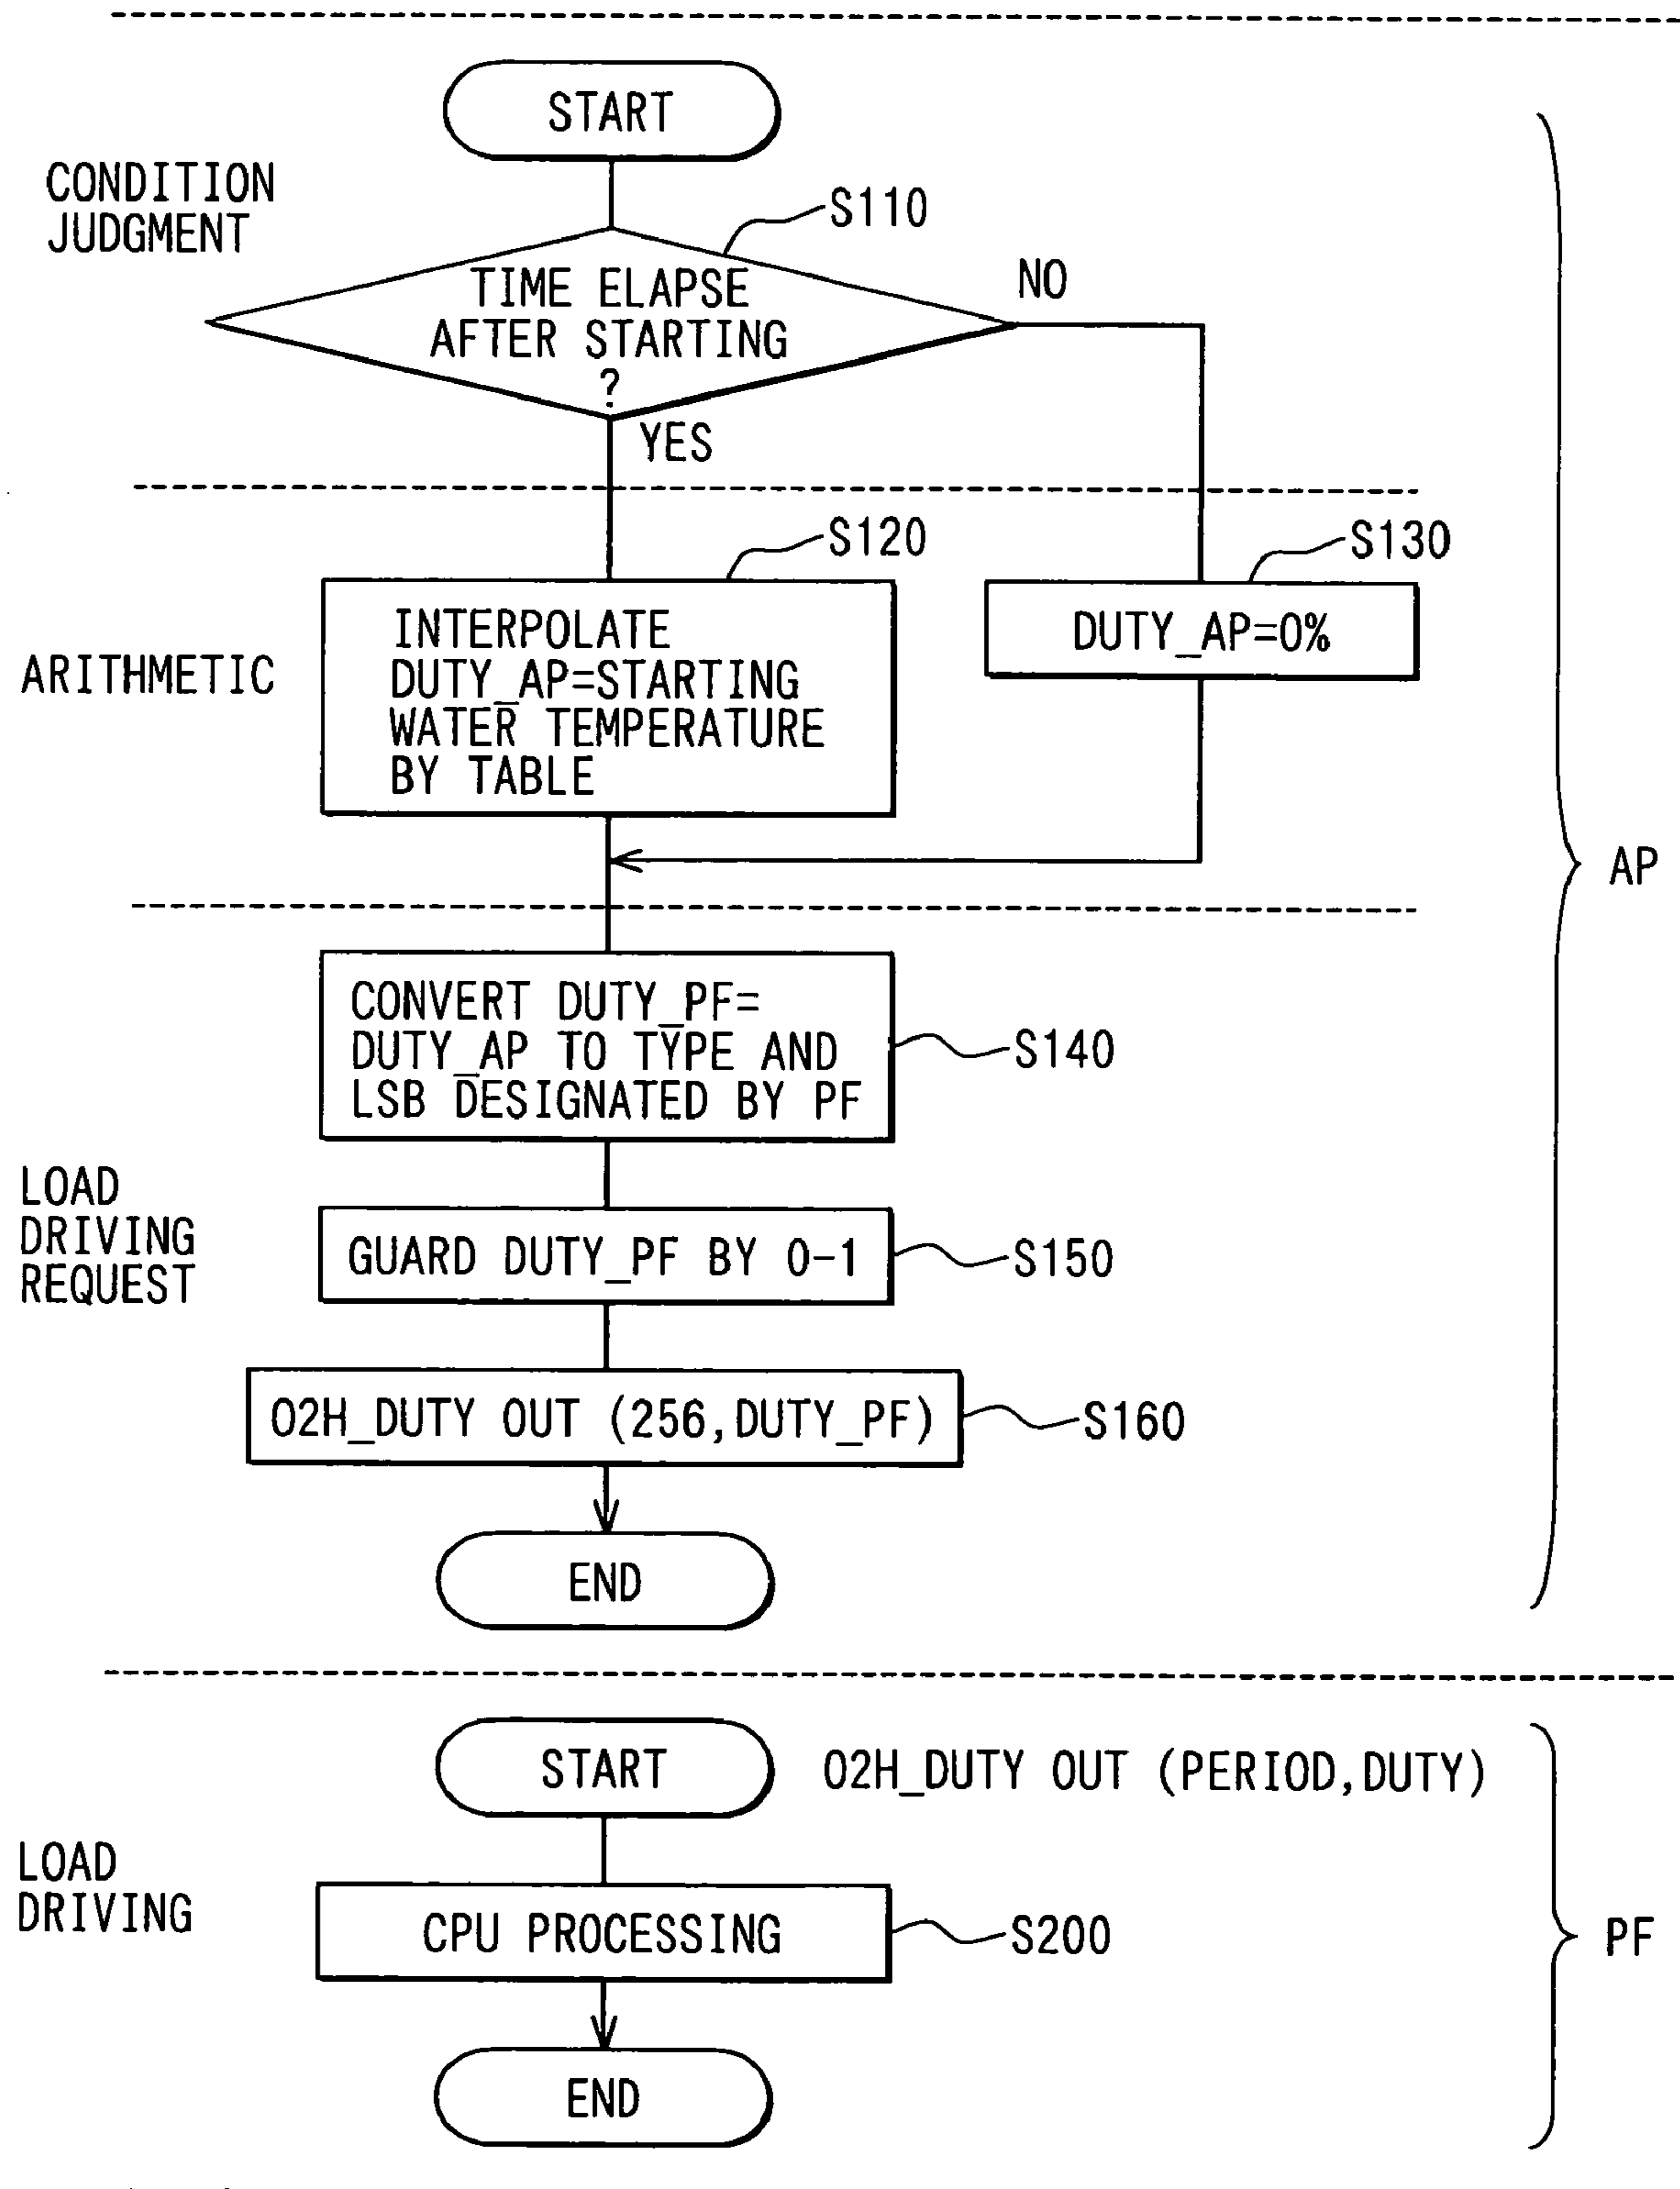 START
CONDITION
JUDGMENT
S110
TIME ELAPSE
AFTER STARTING
?
NO
YES
S120
S130
ARITHMETIC
INTERPOLATE
DUTY_AP=STARTING
WATER TEMPERATURE
BY TABLE
DUTY_AP=0%
AP
CONVERT DUTY_PF=
DUTY_AP TO TYPE AND
LSB DESIGNATED BY PF
S140
LOAD
DRIVING
REQUEST
GUARD DUTY_PF BY 0-1
S150
O2H_DUTY OUT (256,DUTY_PF)
S160
END
START
O2H_DUTY OUT (PERIOD,DUTY)
LOAD
DRIVING
CPU PROCESSING
S200
PF
END